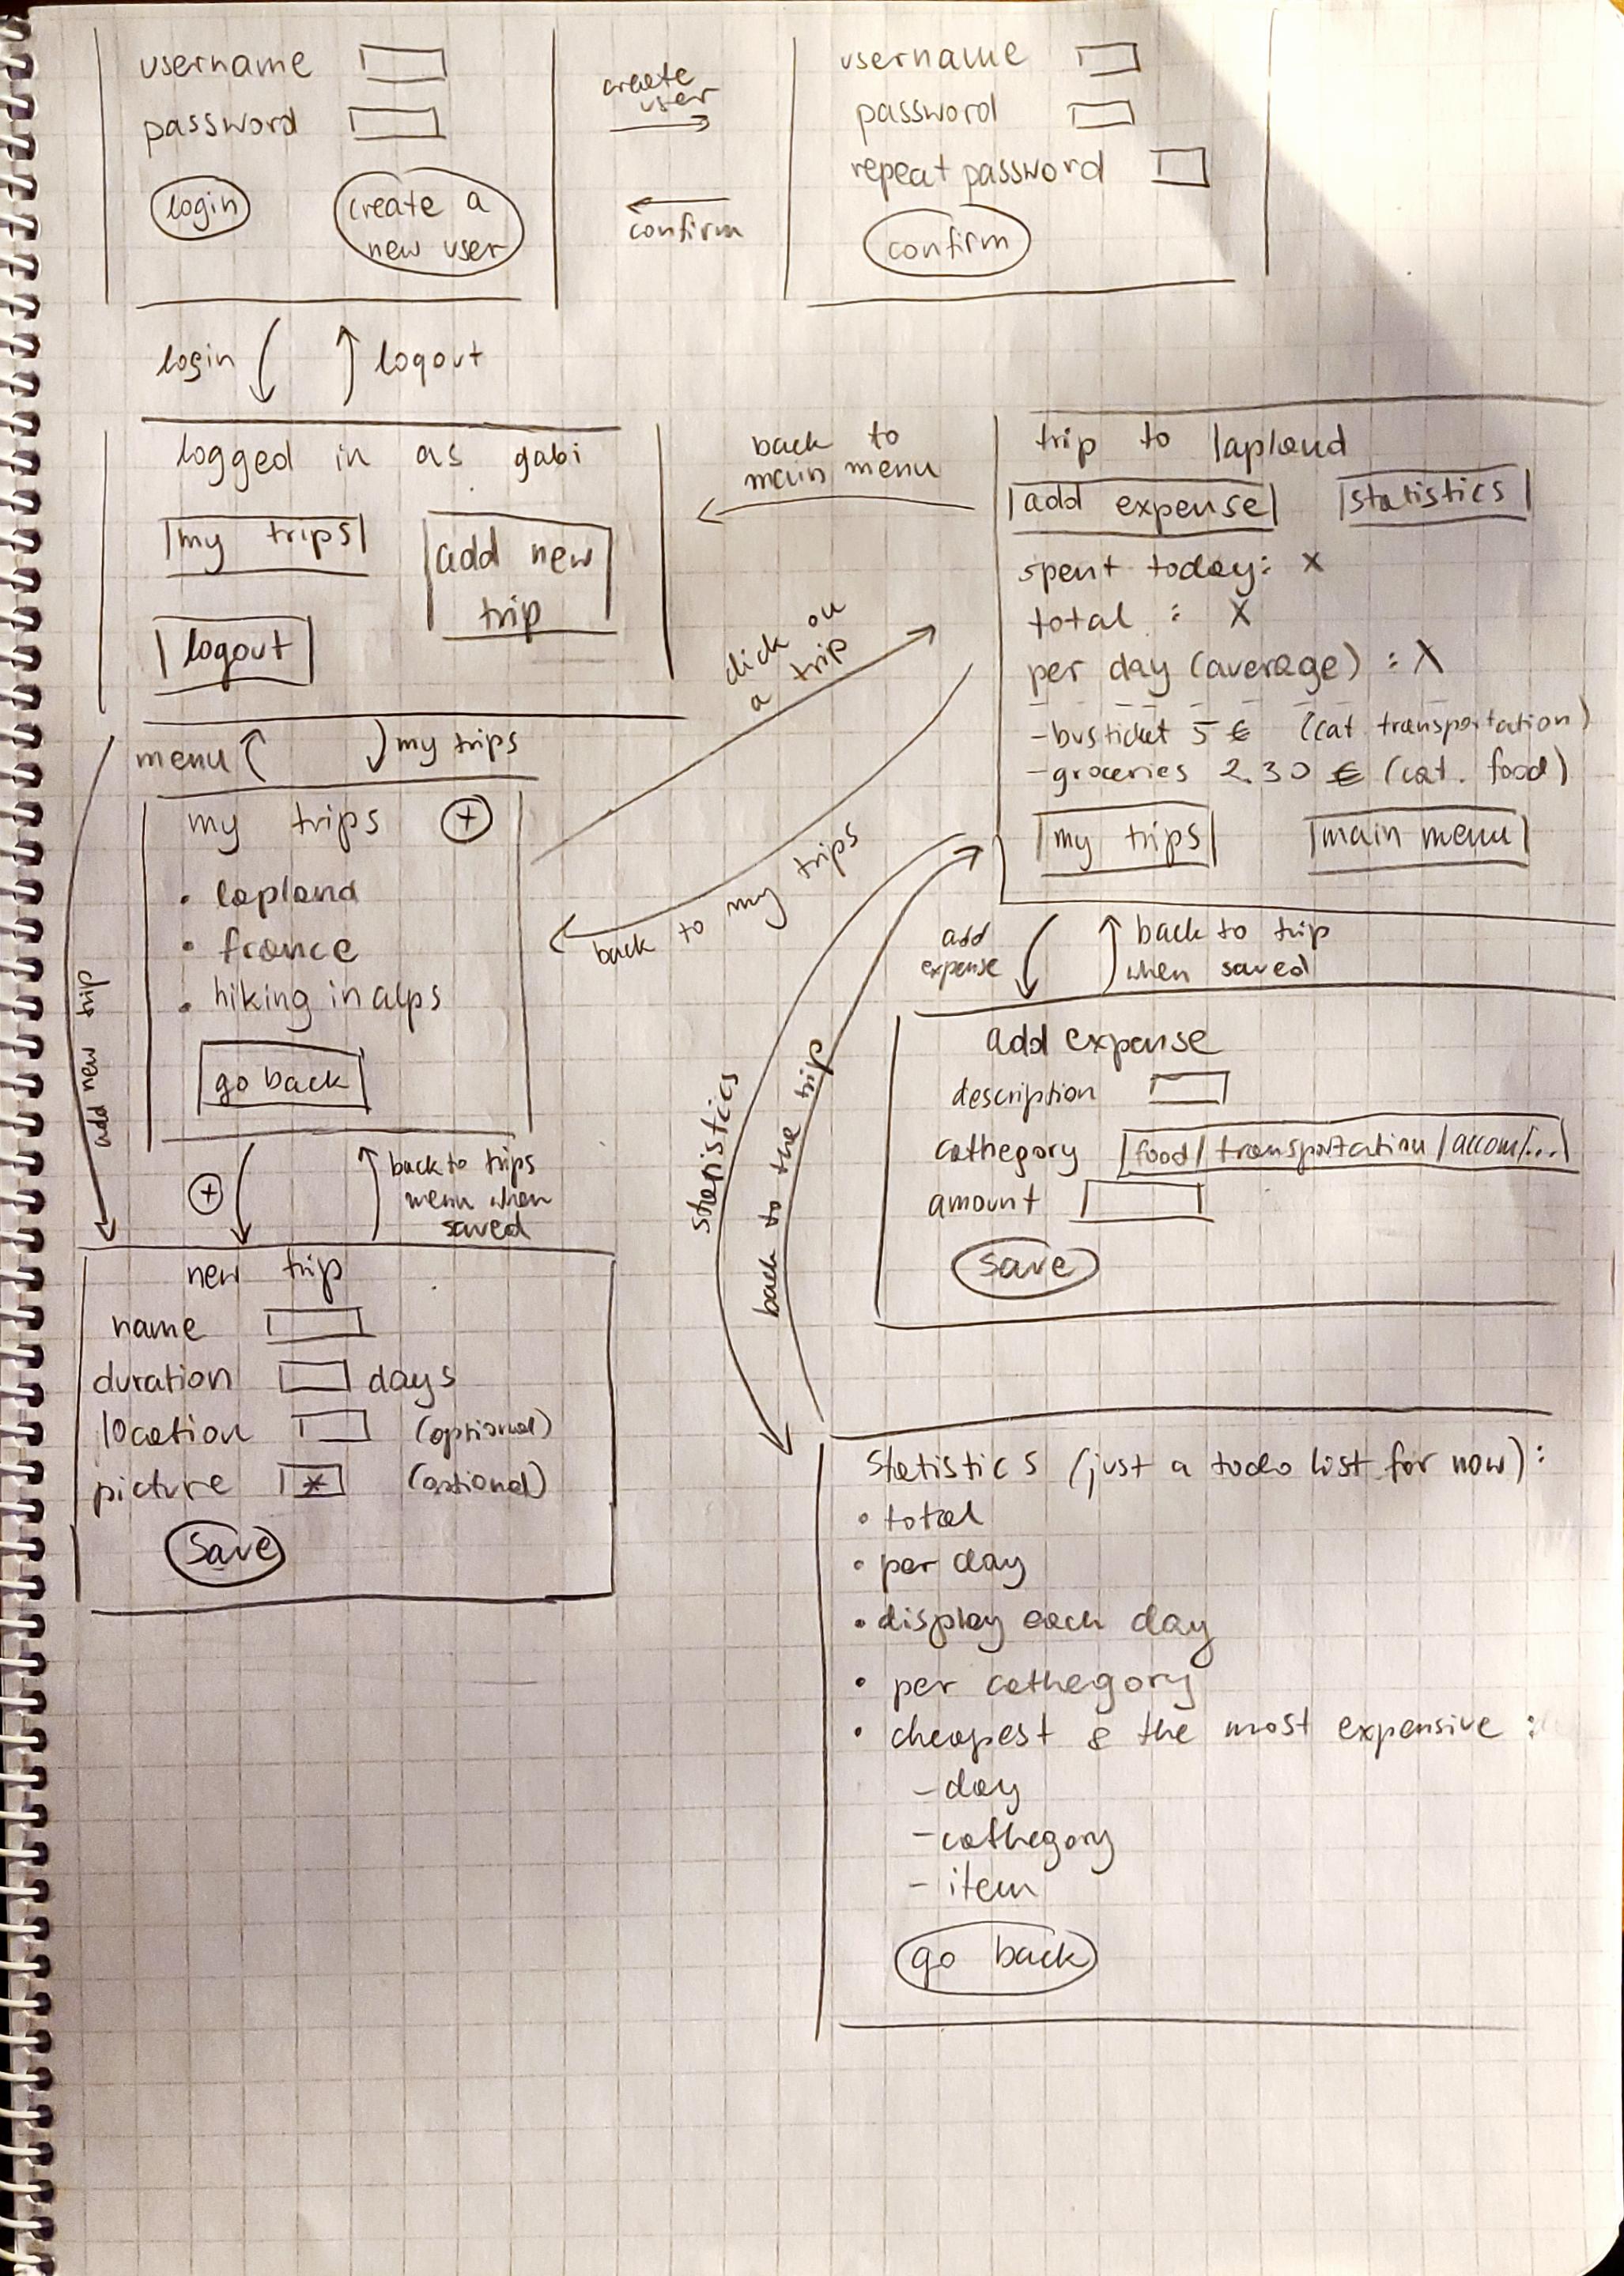 username
password
login
create a
new user
create
user
confirm
username
password
repeat password
confirm
login
logout
logged in as gabi
my trips
add new
trip
logout
back to
main menu
trip to lapland
add expense
statistics
spent today: x
total : x
per day (average) : x
- bus ticket 5 € (cat. transportation)
- groceries 2.30 € (cat. food)
my trips
main menu
click on
a trip
back to my trips
menu
my trips
my trips +
• lapland
• france
• hiking in alps
go back
add new trip
+
back to trips
menu when
saved
new trip
name
duration days
location (optional)
picture * (optional)
save
statistics
back to the trip
add
expense
back to trip
when saved
add expense
description
cathegory food / transportation / accom/...
amount
save
statistics (just a todo list for now):
• total
• per day
• display each day
• per cathegory
• cheapest & the most expensive :
- day
- cathegory
- item
go back